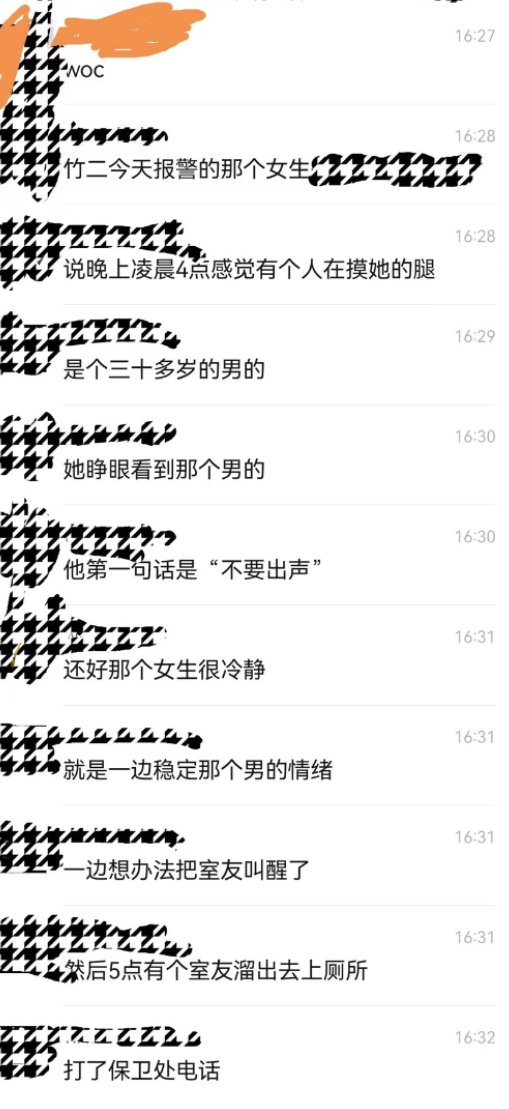 16:27
woc
16:28
竹二今天报警的那个女生
16:28
说晚上凌晨4点感觉有个人在摸她的腿
16:29
是个三十多岁的男的
16:30
她睁眼看到那个男的
16:30
他第一句话是“不要出声”
16:31
还好那个女生很冷静
16:31
就是一边稳定那个男的情绪
16:31
一边想办法把室友叫醒了
16:31
然后5点有个室友溜出去上厕所
16:32
打了保卫处电话